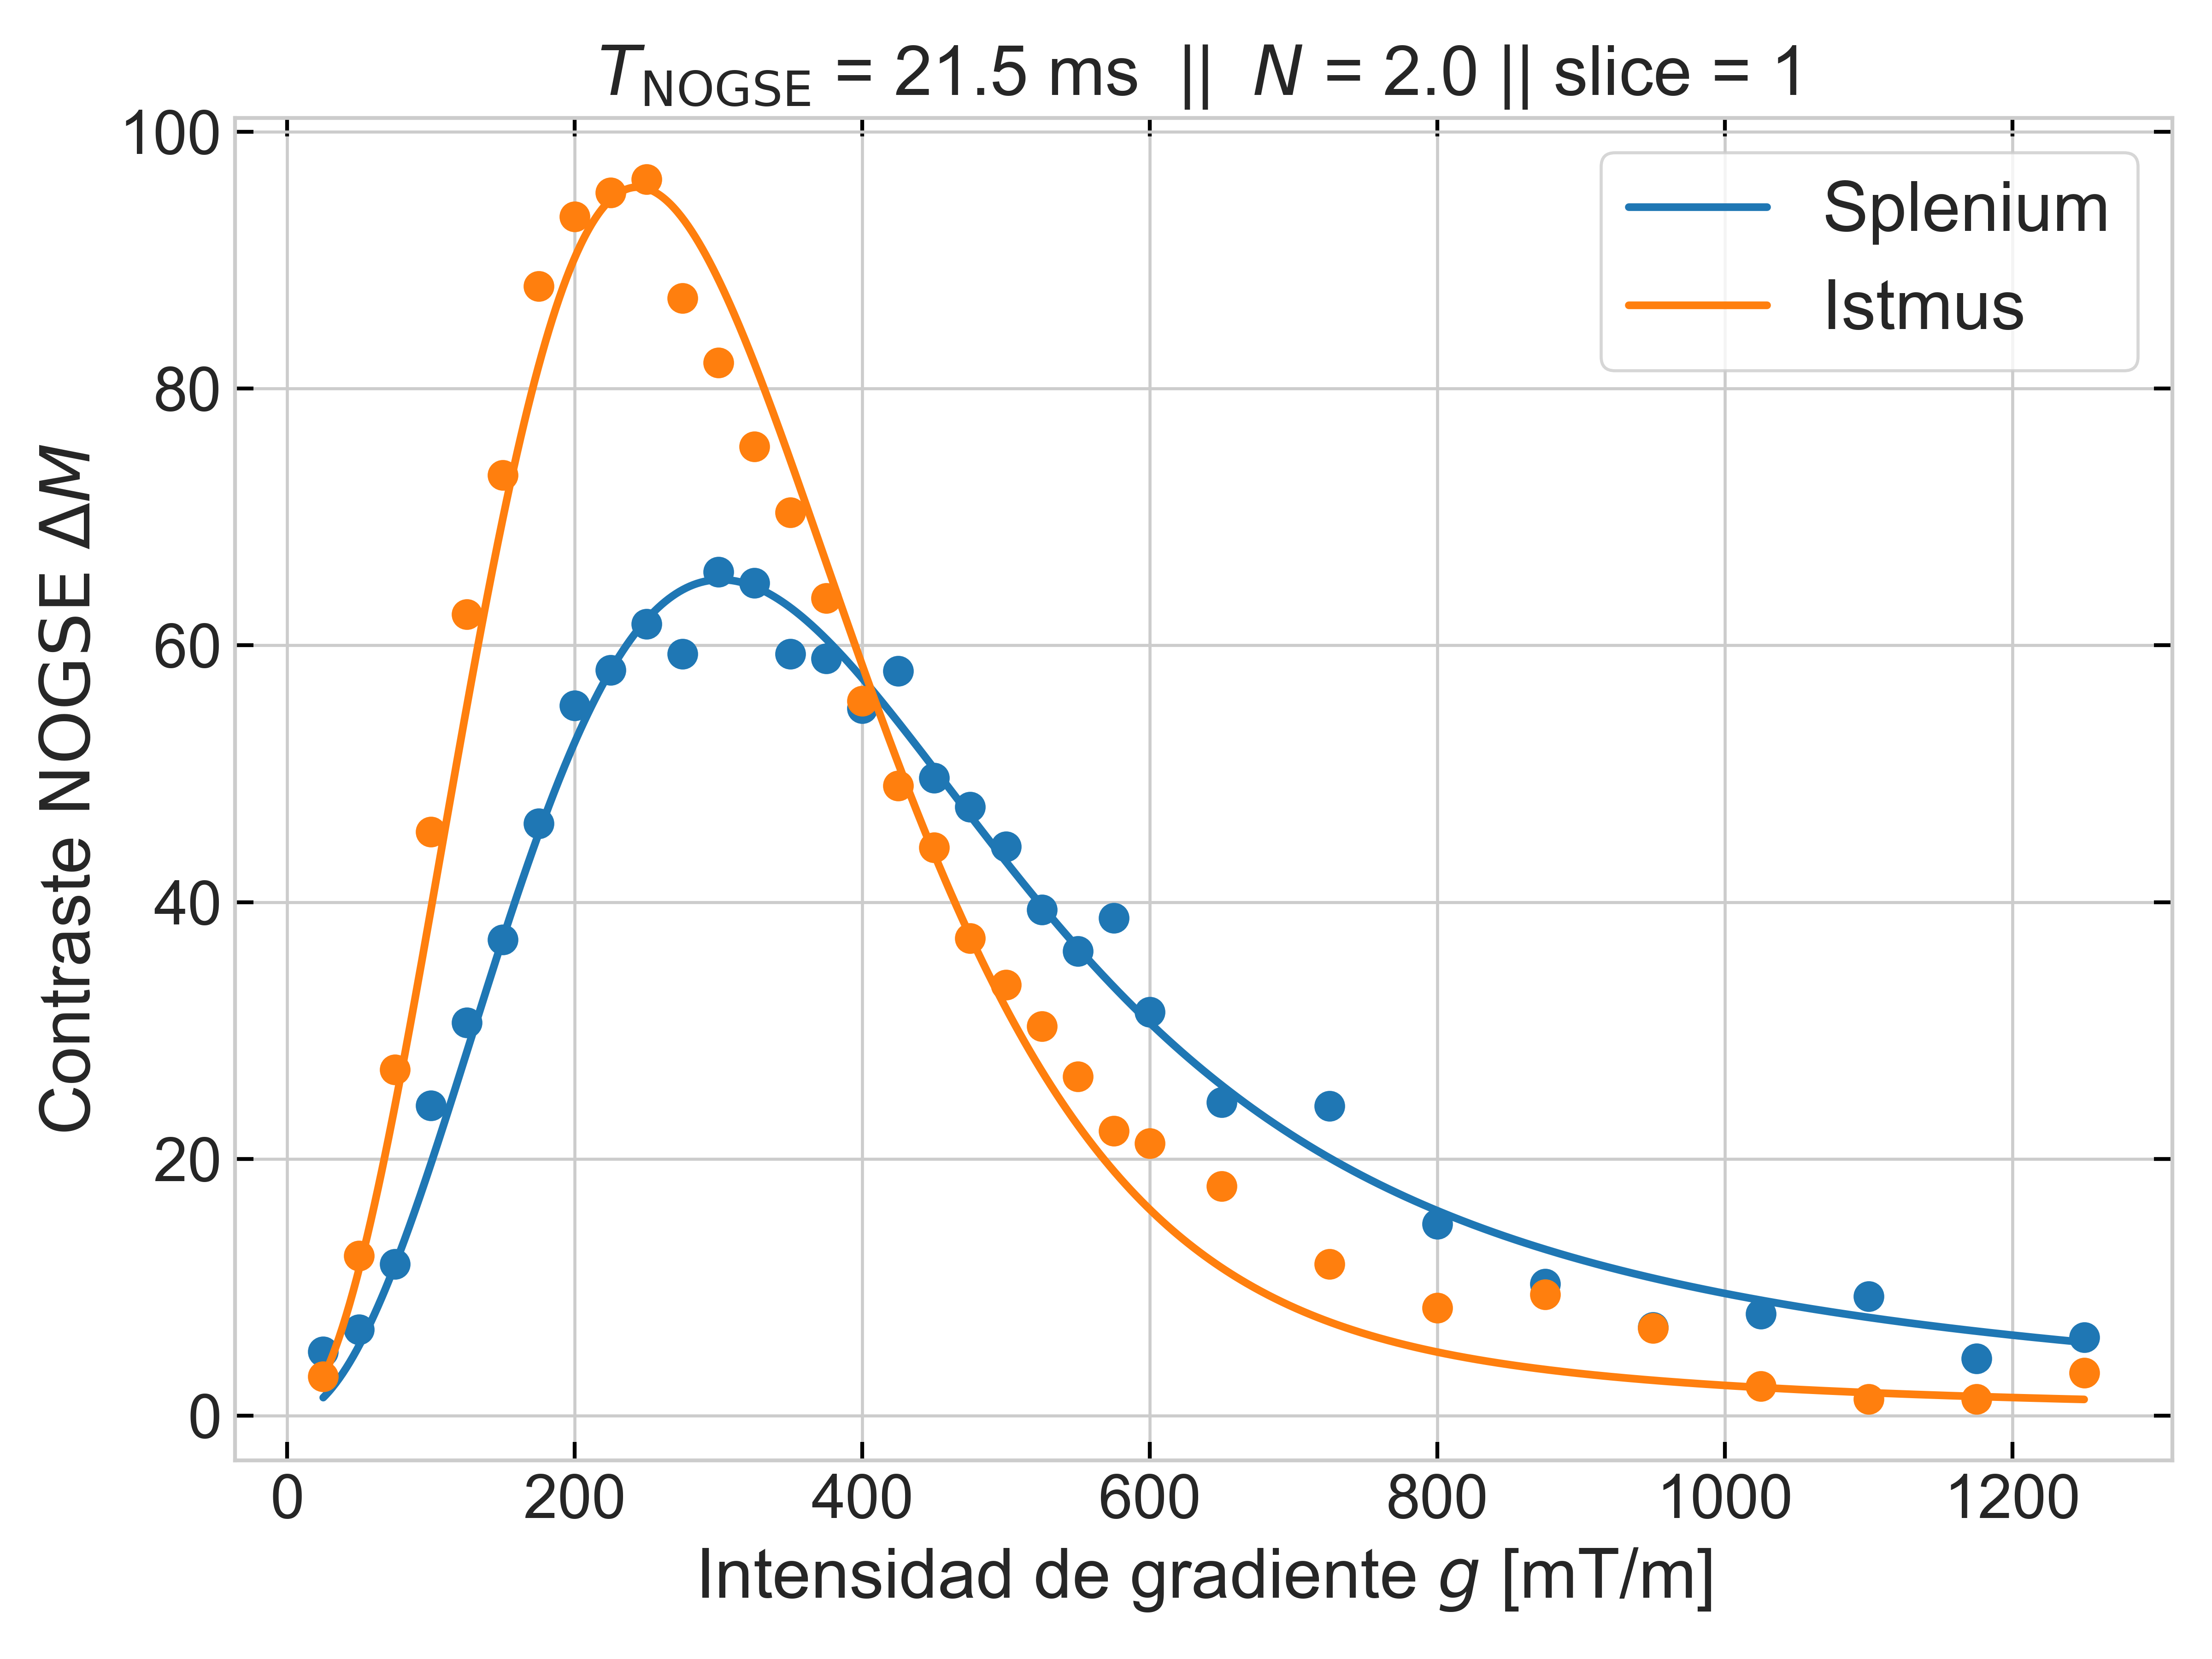 T_NOGSE = 21.5 ms || N = 2.0 || slice = 1
100
80
60
40
20
0
Contraste NOGSE ΔM
Splenium
Istmus
0 200 400 600 800 1000 1200
Intensidad de gradiente g [mT/m]